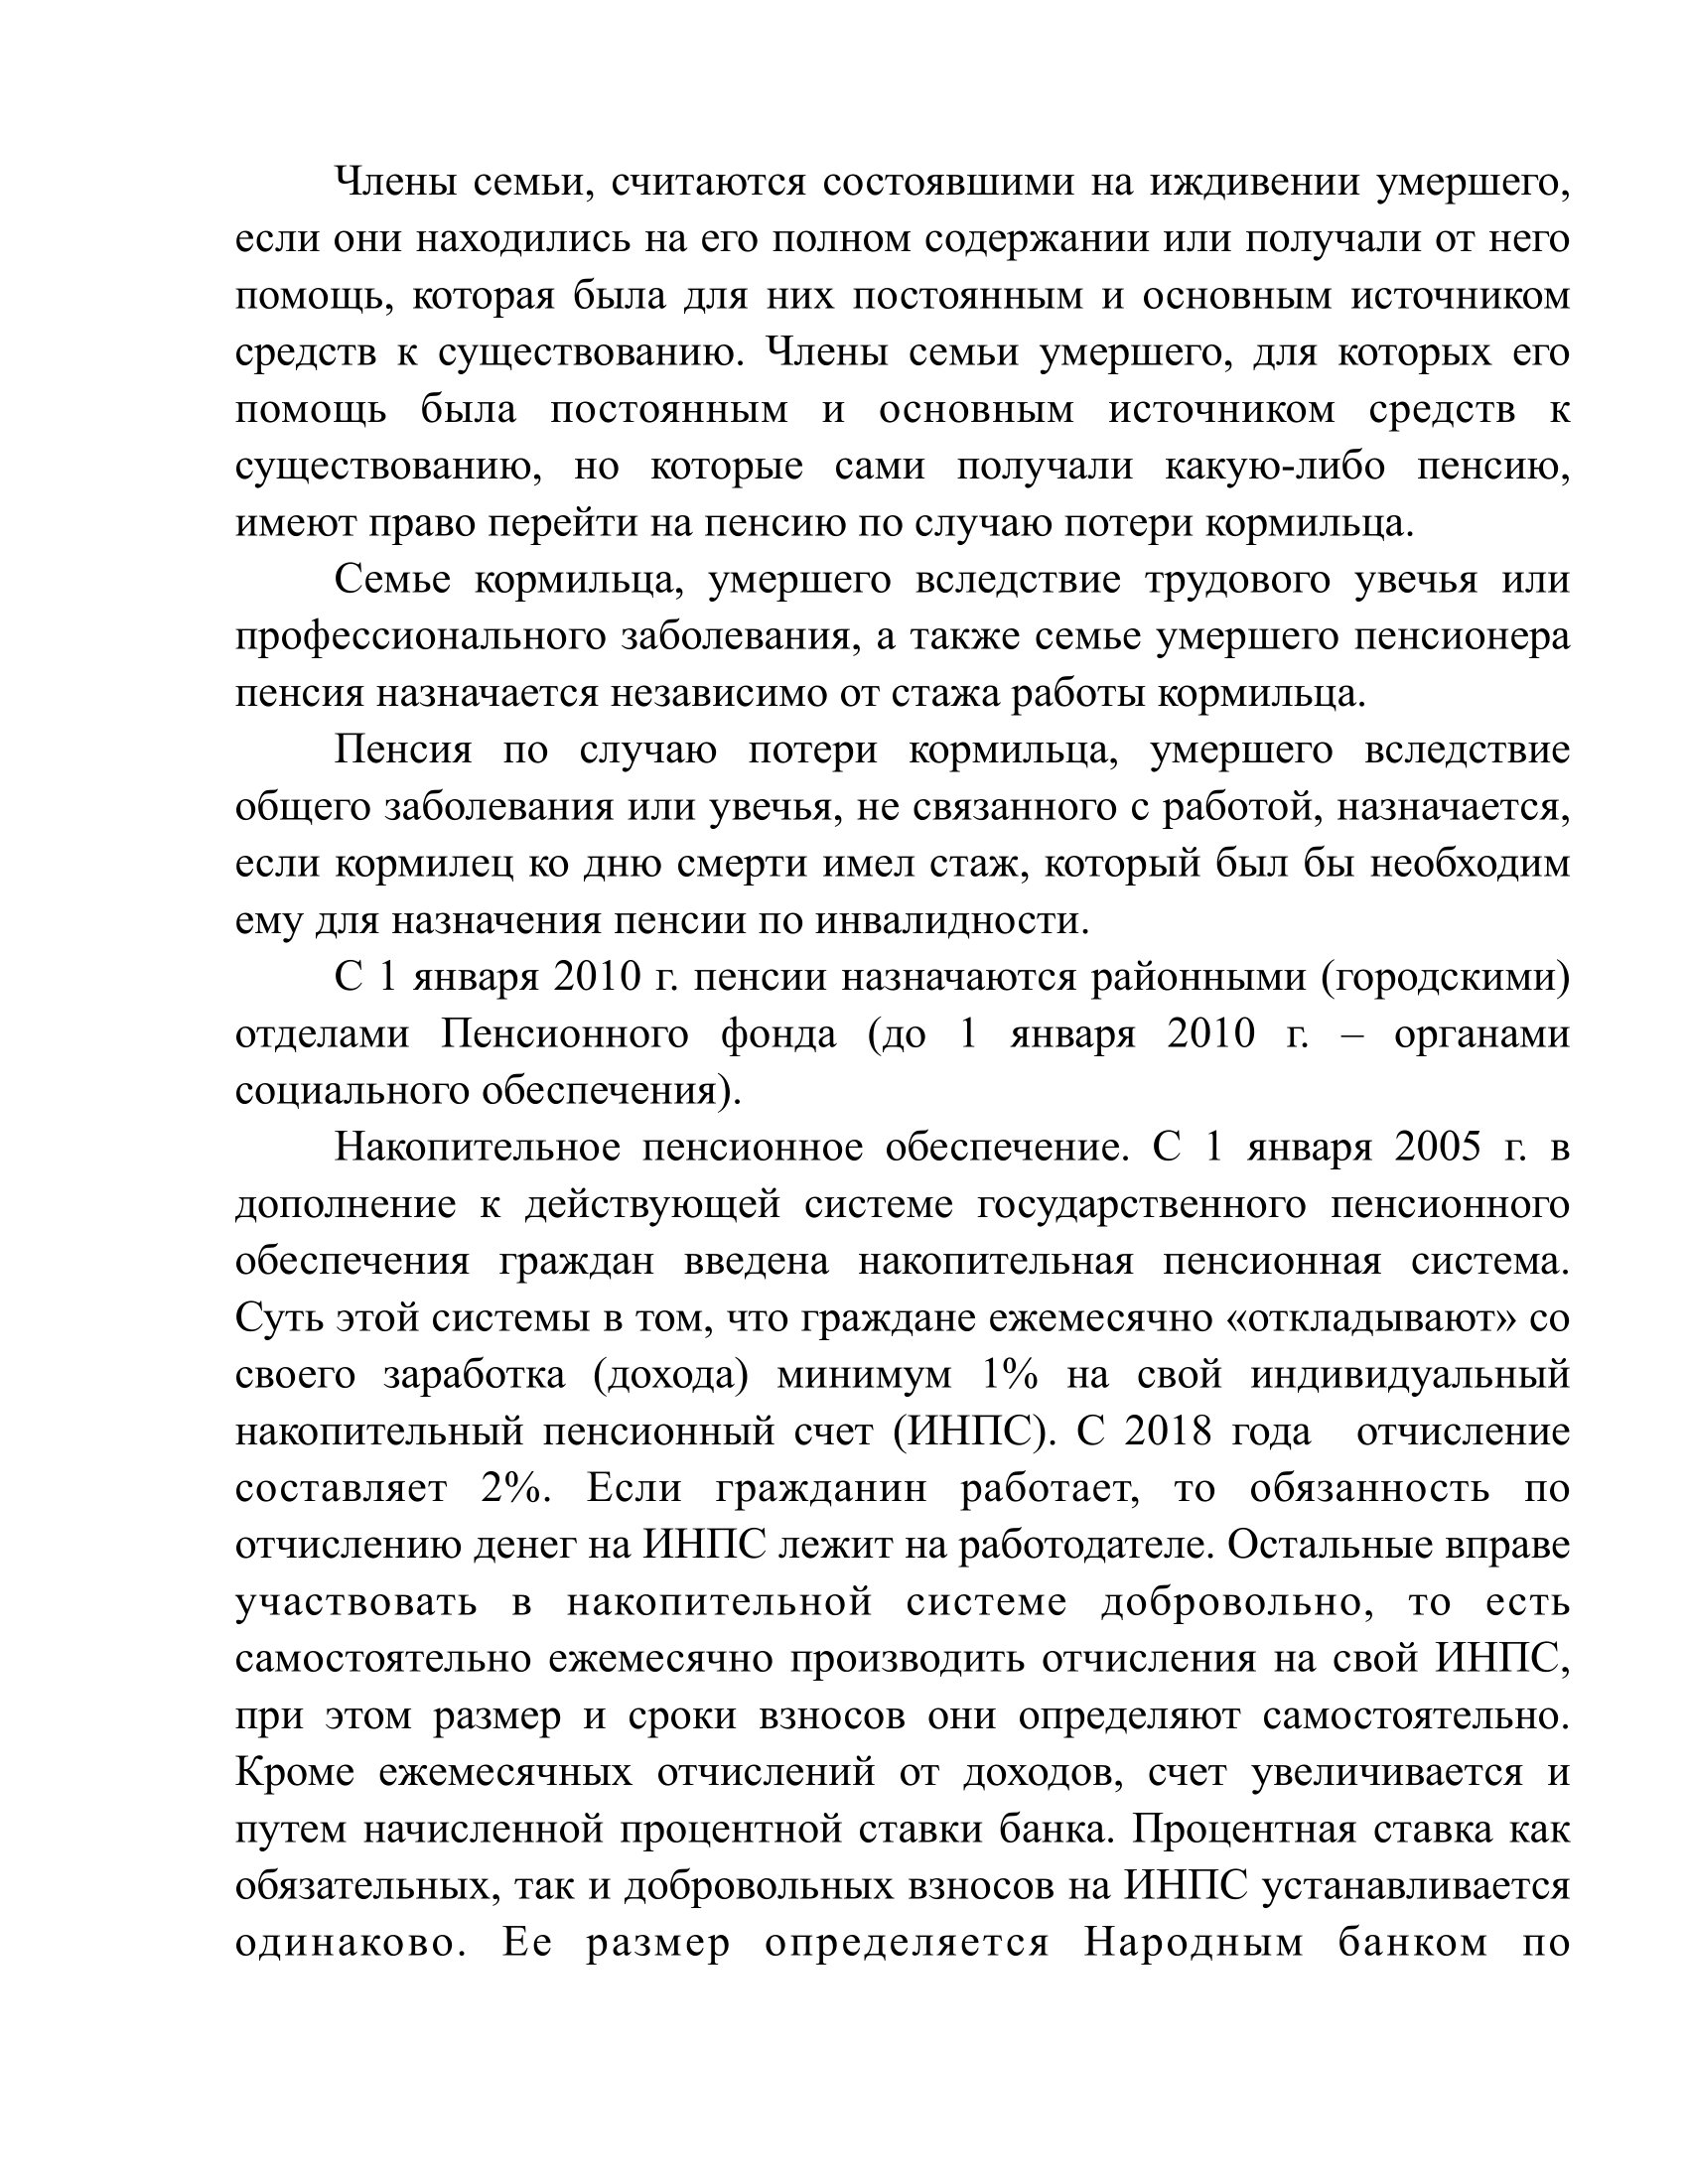 Члены семьи, считаются состоявшими на иждивении умершего,
если они находились на его полном содержании или получали от него
помощь, которая была для них постоянным и основным источником
средств к существованию. Члены семьи умершего, для которых его
помощь была постоянным и основным источником средств к
существованию, но которые сами получали какую-либо пенсию,
имеют право перейти на пенсию по случаю потери кормильца.
Семье кормильца, умершего вследствие трудового увечья или
профессионального заболевания, а также семье умершего пенсионера
пенсия назначается независимо от стажа работы кормильца.
Пенсия по случаю потери кормильца, умершего вследствие
общего заболевания или увечья, не связанного с работой, назначается,
если кормилец ко дню смерти имел стаж, который был бы необходим
ему для назначения пенсии по инвалидности.
С 1 января 2010 г. пенсии назначаются районными (городскими)
отделами Пенсионного фонда (до 1 января 2010 г. – органами
социального обеспечения).
Накопительное пенсионное обеспечение. С 1 января 2005 г. в
дополнение к действующей системе государственного пенсионного
обеспечения граждан введена накопительная пенсионная система.
Суть этой системы в том, что граждане ежемесячно «откладывают» со
своего заработка (дохода) минимум 1% на свой индивидуальный
накопительный пенсионный счет (ИНПС). С 2018 года  отчисление
составляет 2%. Если гражданин работает, то обязанность по
отчислению денег на ИНПС лежит на работодателе. Остальные вправе
участвовать в накопительной системе добровольно, то есть
самостоятельно ежемесячно производить отчисления на свой ИНПС,
при этом размер и сроки взносов они определяют самостоятельно.
Кроме ежемесячных отчислений от доходов, счет увеличивается и
путем начисленной процентной ставки банка. Процентная ставка как
обязательных, так и добровольных взносов на ИНПС устанавливается
одинаково. Ее размер определяется Народным банком по